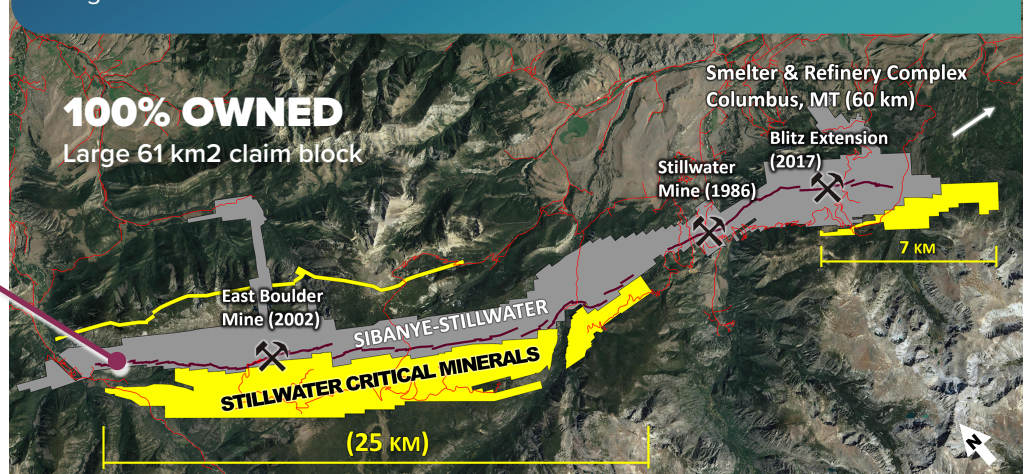 100% OWNED
Large 61 km2 claim block
Smelter & Refinery Complex
Columbus, MT (60 km)
Blitz Extension
(2017)
Stillwater
Mine (1986)
7 KM
East Boulder
Mine (2002)
SIBANYE-STILLWATER
STILLWATER CRITICAL MINERALS
(25 KM)
N